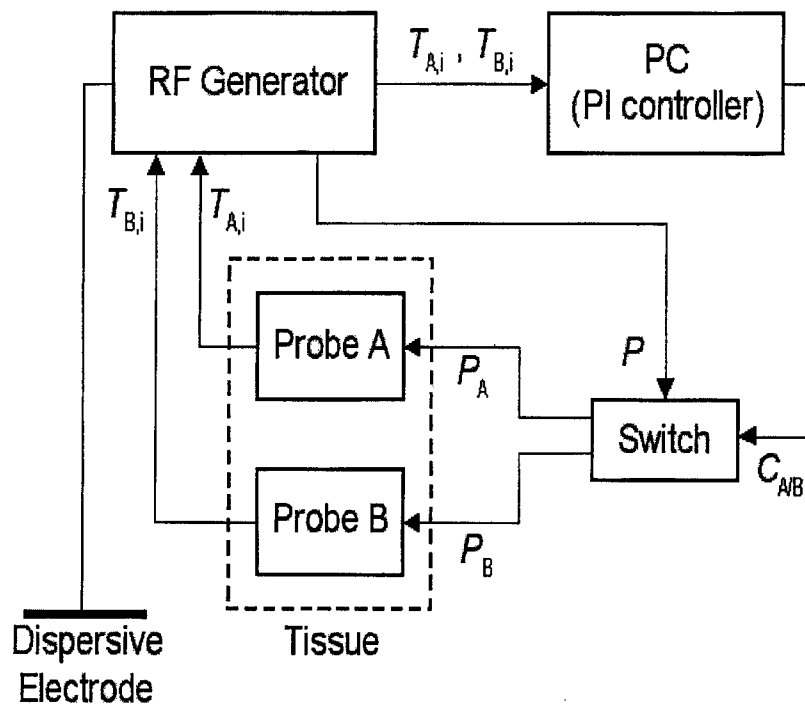 RF Generator
T_A,i , T_B,i
PC
(PI controller)
T_B,i
T_A,i
Probe A
P_A
P
Switch
C_A/B
Probe B
P_B
Dispersive
Electrode
Tissue